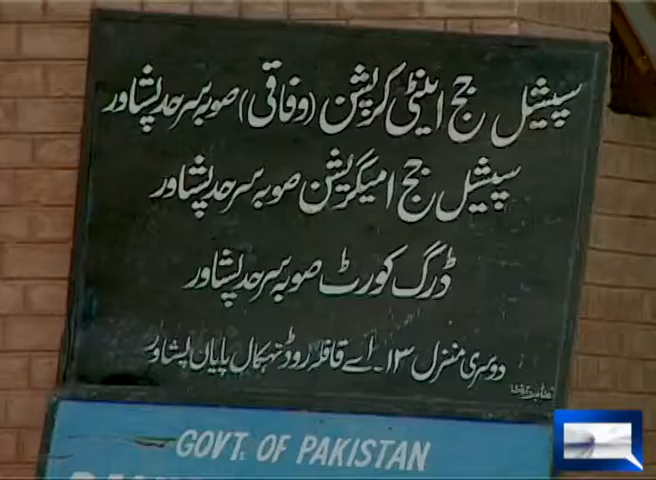 سپیشل جج اینٹی کرپشن (وفاقی) صوبہ سرحد پشاور
سپیشل جج امیگریشن صوبہ سرحد پشاور
ڈرگ کورٹ صوبہ سرحد پشاور
دوسری منزل ۱۳۔اے قافلہ روڈ تہکال پایاں پشاور
GOVT. OF PAKISTAN